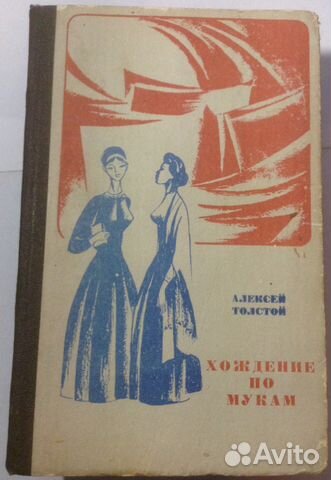 АЛЕКСЕЙ
ТОЛСТОЙ
ХОЖДЕНИЕ
ПО
МУКАМ
Avito